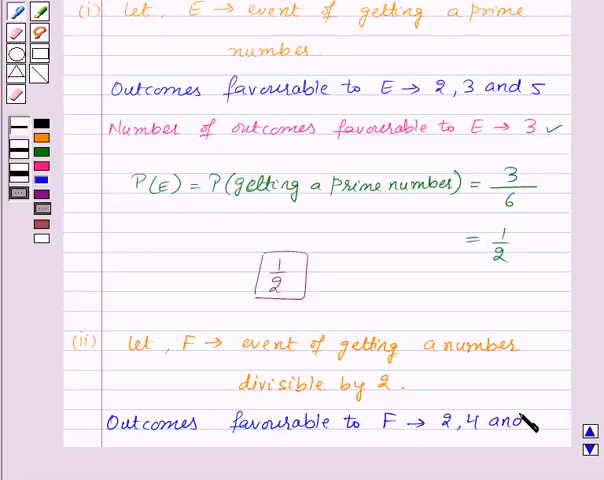 (i) let, E → event of getting a prime
number.
Outcomes favourable to E → 2, 3 and 5
Number of outcomes favourable to E → 3 ✓
P(E) = P(getting a prime number) = 3/6
= 1/2
1/2
(ii) let, F → event of getting a number
divisible by 2.
Outcomes favourable to F → 2, 4 and